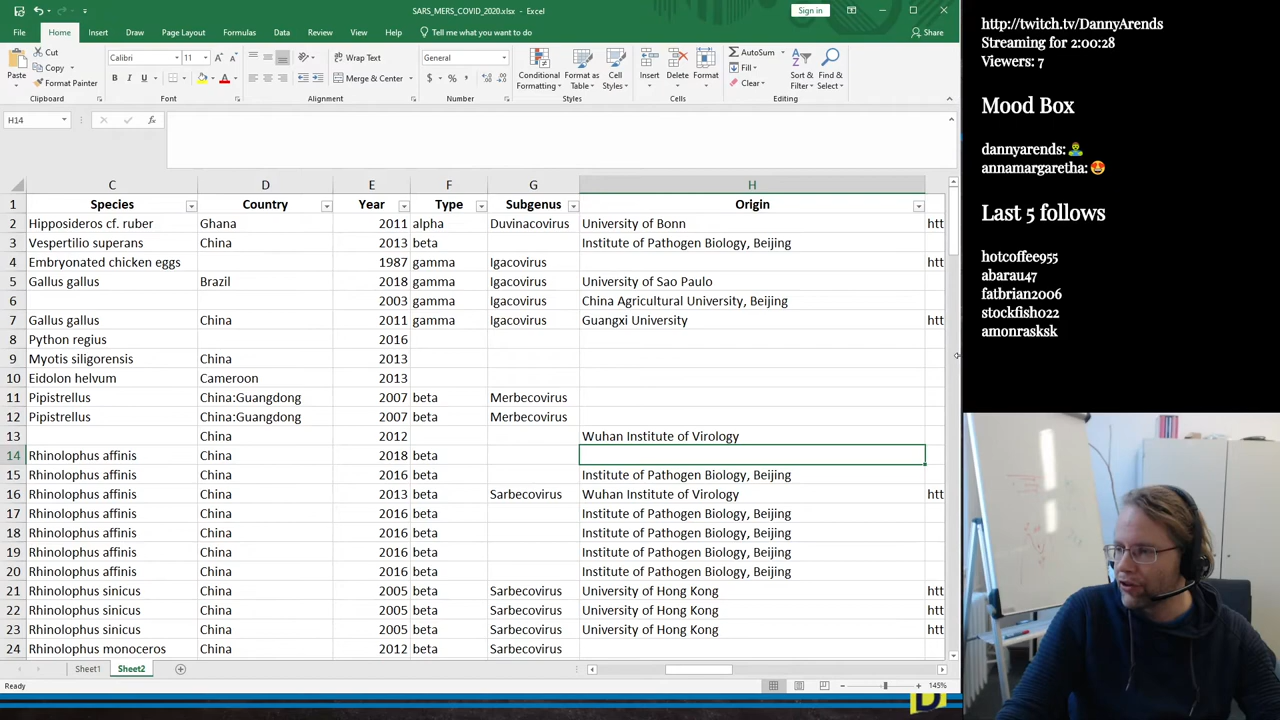 SARS_MERS_COVID_2020.xlsx - Excel
Sign in
File Home Insert Draw Page Layout Formulas Data Review View Help Tell me what you want to do Share
Paste Cut Copy Format Painter Clipboard
Calibri 11 B I U Font
Wrap Text Merge & Center Alignment
General $ % , Number
Conditional Formatting Format as Table Cell Styles Styles
Insert Delete Format Cells
AutoSum Fill Clear Sort & Filter Find & Select Editing
H14 fx
C D E F G H
1 Species Country Year Type Subgenus Origin
2 Hipposideros cf. ruber Ghana 2011 alpha Duvinacovirus University of Bonn htt
3 Vespertilio superans China 2013 beta Institute of Pathogen Biology, Beijing
4 Embryonated chicken eggs 1987 gamma Igacovirus htt
5 Gallus gallus Brazil 2018 gamma Igacovirus University of Sao Paulo
6 2003 gamma Igacovirus China Agricultural University, Beijing
7 Gallus gallus China 2011 gamma Igacovirus Guangxi University htt
8 Python regius 2016
9 Myotis siligorensis China 2013
10 Eidolon helvum Cameroon 2013
11 Pipistrellus China:Guangdong 2007 beta Merbecovirus
12 Pipistrellus China:Guangdong 2007 beta Merbecovirus
13 China 2012 Wuhan Institute of Virology
14 Rhinolophus affinis China 2018 beta
15 Rhinolophus affinis China 2016 beta Institute of Pathogen Biology, Beijing
16 Rhinolophus affinis China 2013 beta Sarbecovirus Wuhan Institute of Virology htt
17 Rhinolophus affinis China 2016 beta Institute of Pathogen Biology, Beijing
18 Rhinolophus affinis China 2016 beta Institute of Pathogen Biology, Beijing
19 Rhinolophus affinis China 2016 beta Institute of Pathogen Biology, Beijing
20 Rhinolophus affinis China 2016 beta Institute of Pathogen Biology, Beijing
21 Rhinolophus sinicus China 2005 beta Sarbecovirus University of Hong Kong htt
22 Rhinolophus sinicus China 2005 beta Sarbecovirus University of Hong Kong htt
23 Rhinolophus sinicus China 2005 beta Sarbecovirus University of Hong Kong htt
24 Rhinolophus monoceros China 2012 beta Sarbecovirus
Sheet1 Sheet2
Ready 145%
http://twitch.tv/DannyArends
Streaming for 2:00:28
Viewers: 7
Mood Box
dannyarends: 🧟‍♂️
annamargaretha: 😍
Last 5 follows
hotcoffee955
abarau47
fatbrian2006
stockfish022
amonrasksk